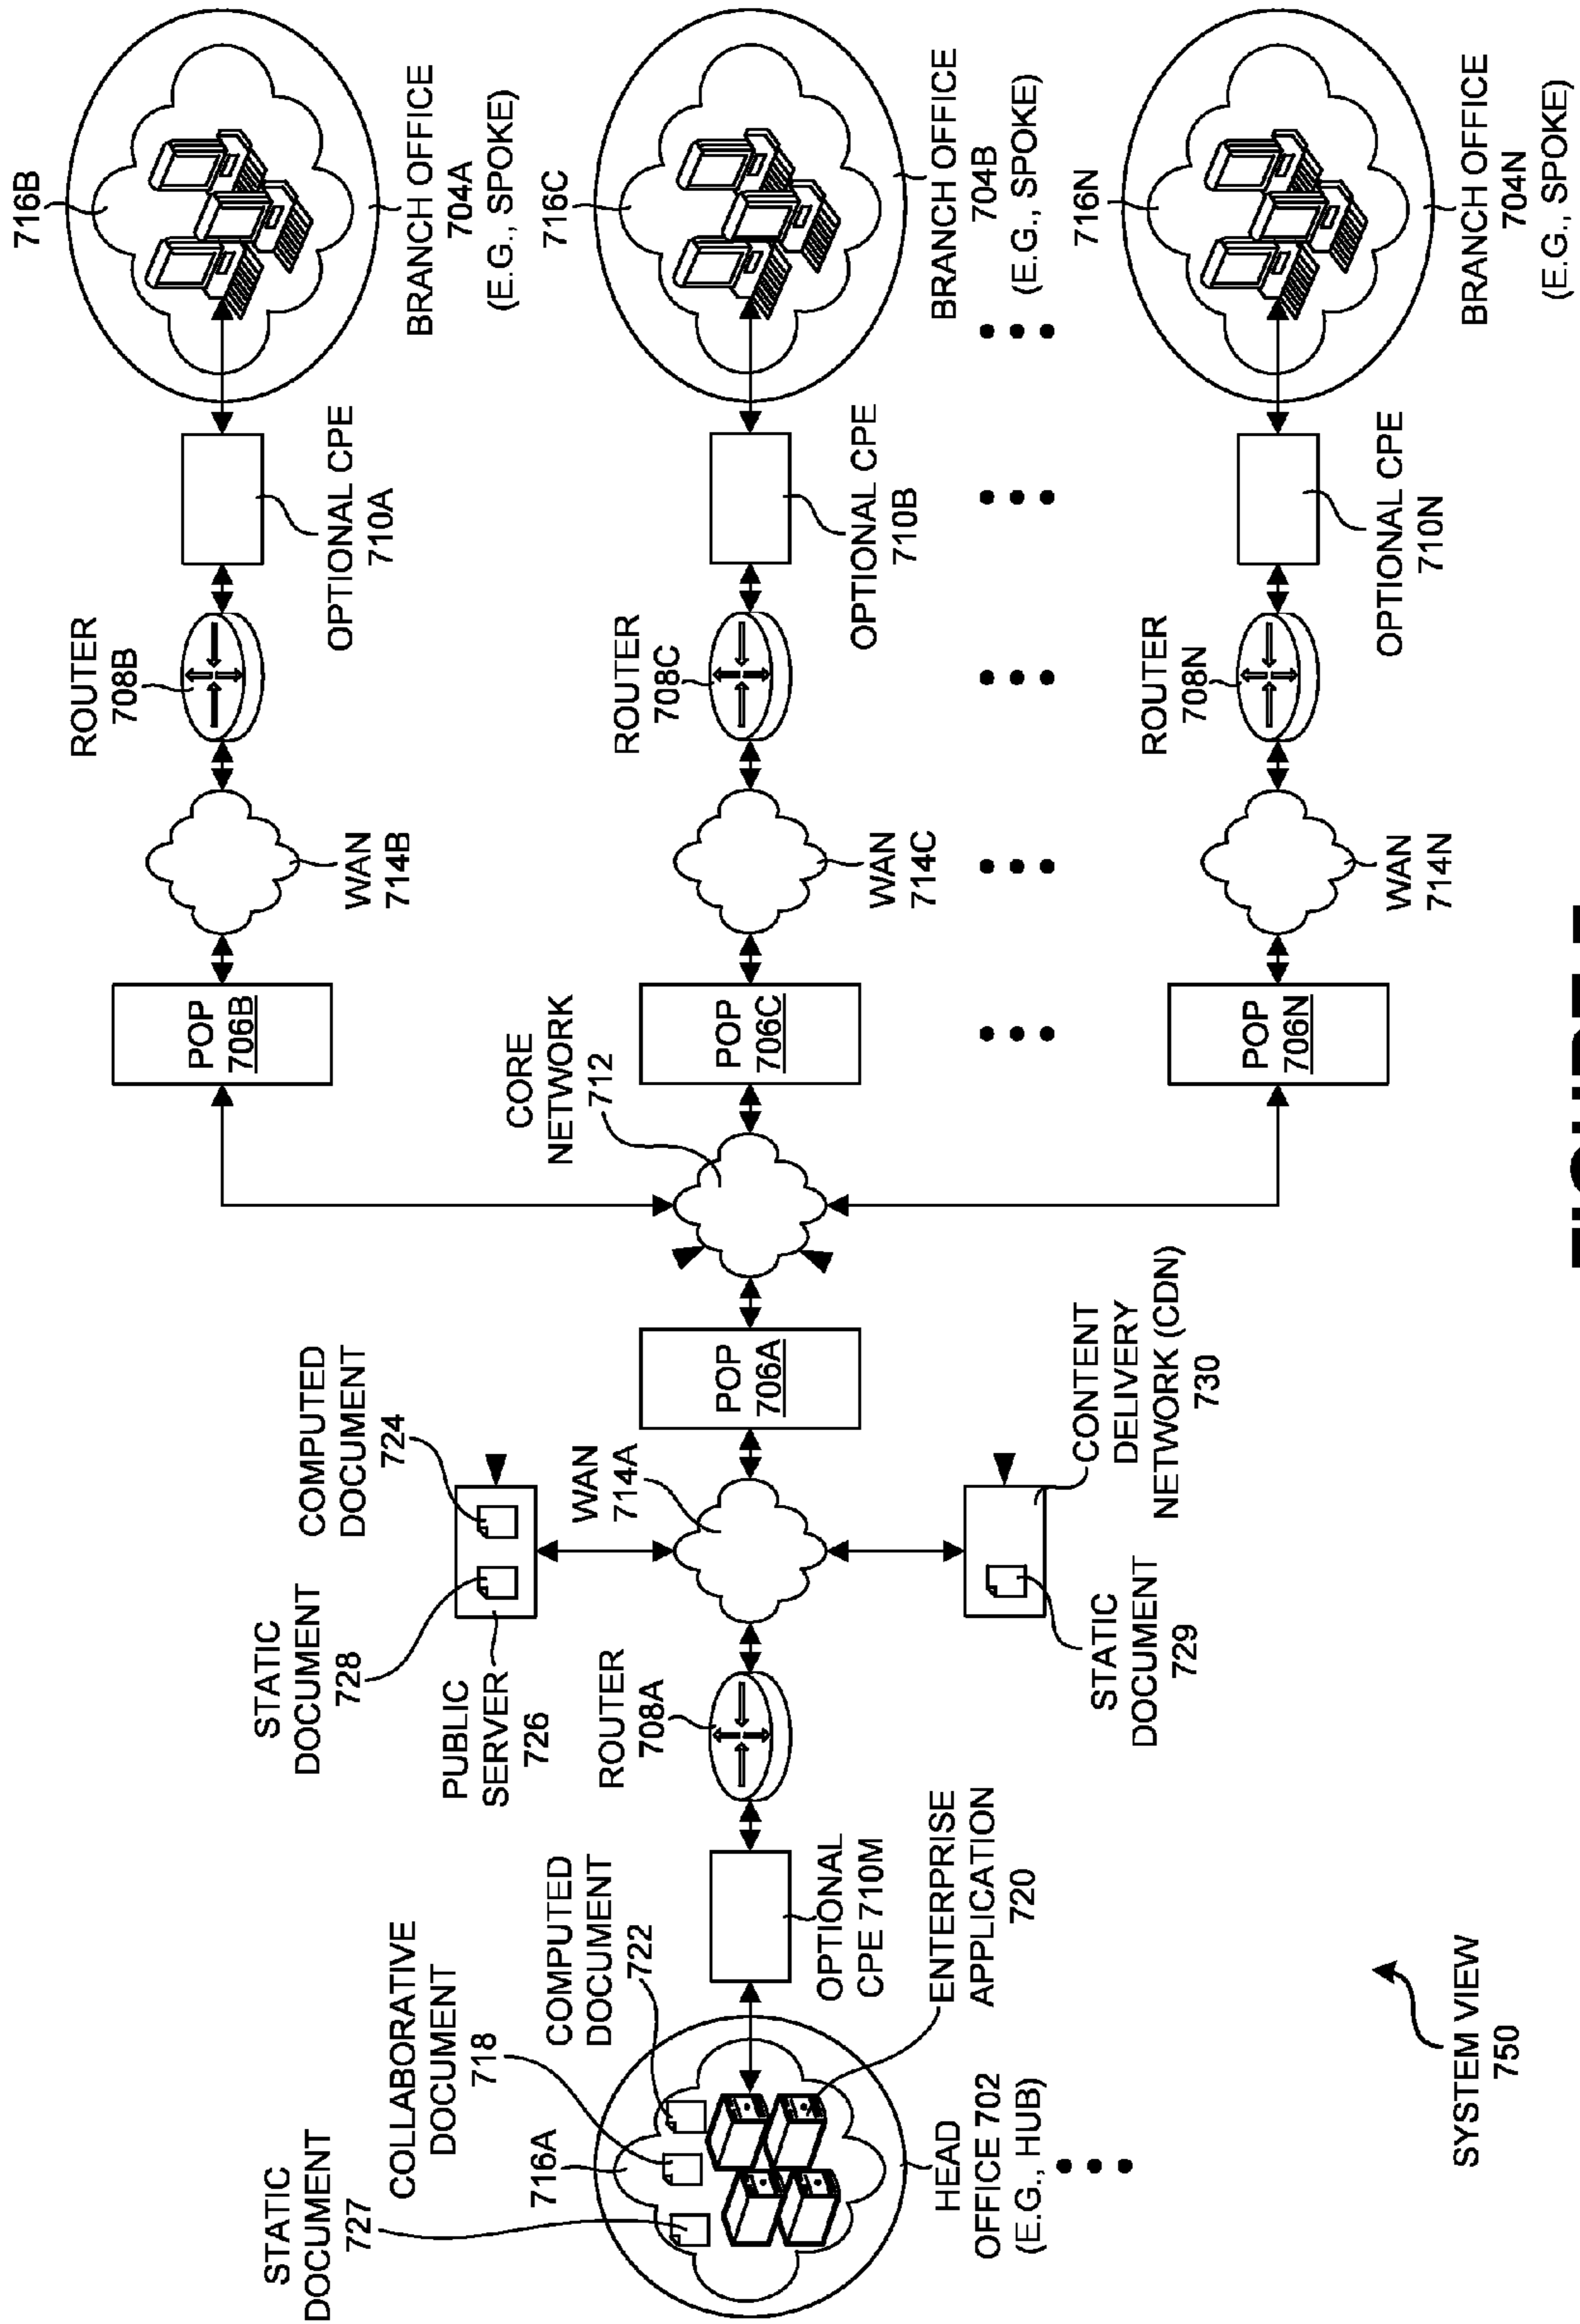 716B
BRANCH OFFICE
704A
(E.G., SPOKE)
OPTIONAL CPE
710A
ROUTER
708B
WAN
714B
POP
706B
716C
BRANCH OFFICE
704B
(E.G., SPOKE)
OPTIONAL CPE
710B
ROUTER
708C
WAN
714C
POP
706C
716N
BRANCH OFFICE
704N
(E.G., SPOKE)
OPTIONAL CPE
710N
ROUTER
708N
WAN
714N
POP
706N
CORE
NETWORK
712
POP
706A
COMPUTED
DOCUMENT
724
STATIC
DOCUMENT
728
PUBLIC
SERVER
726
WAN
714A
CONTENT
DELIVERY
NETWORK (CDN)
730
STATIC
DOCUMENT
729
ROUTER
708A
OPTIONAL
CPE 710M
ENTERPRISE
APPLICATION
720
COMPUTED
DOCUMENT
722
COLLABORATIVE
DOCUMENT
718
STATIC
DOCUMENT
727
716A
HEAD
OFFICE 702
(E.G., HUB)
SYSTEM VIEW
750